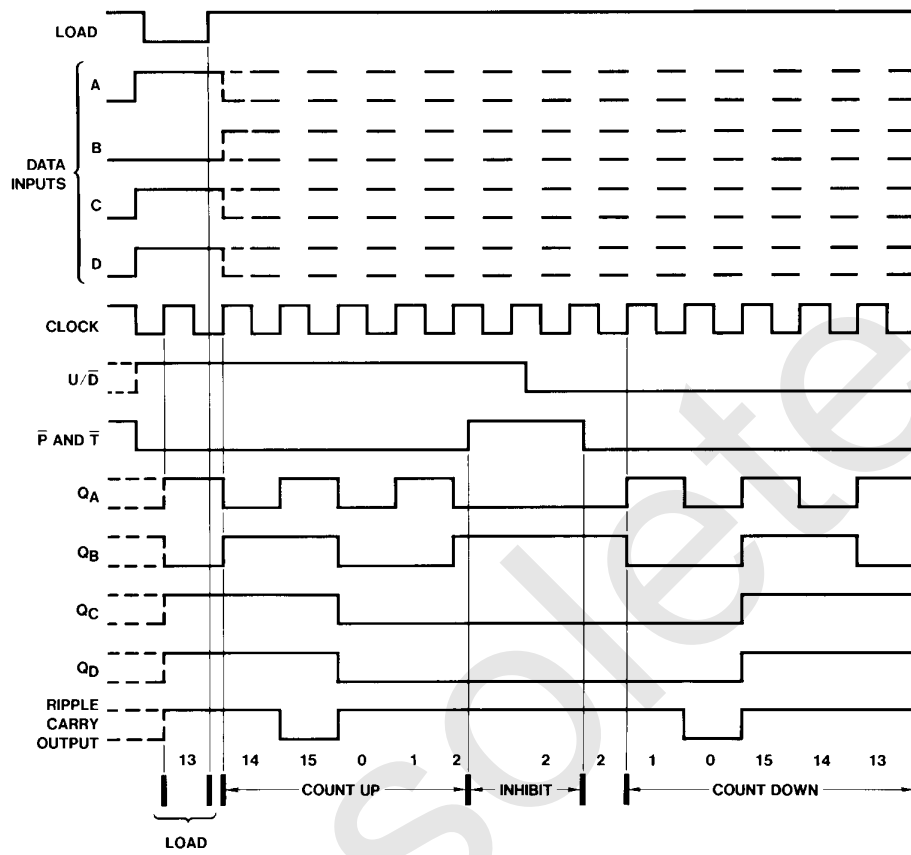 LOAD
A
B
DATA
INPUTS
C
D
CLOCK
U/D̅
P̅ AND T̅
QA
QB
QC
QD
RIPPLE
CARRY
OUTPUT
13 14 15 0 1 2 2 2 1 0 15 14 13
COUNT UP INHIBIT COUNT DOWN
LOAD
solete